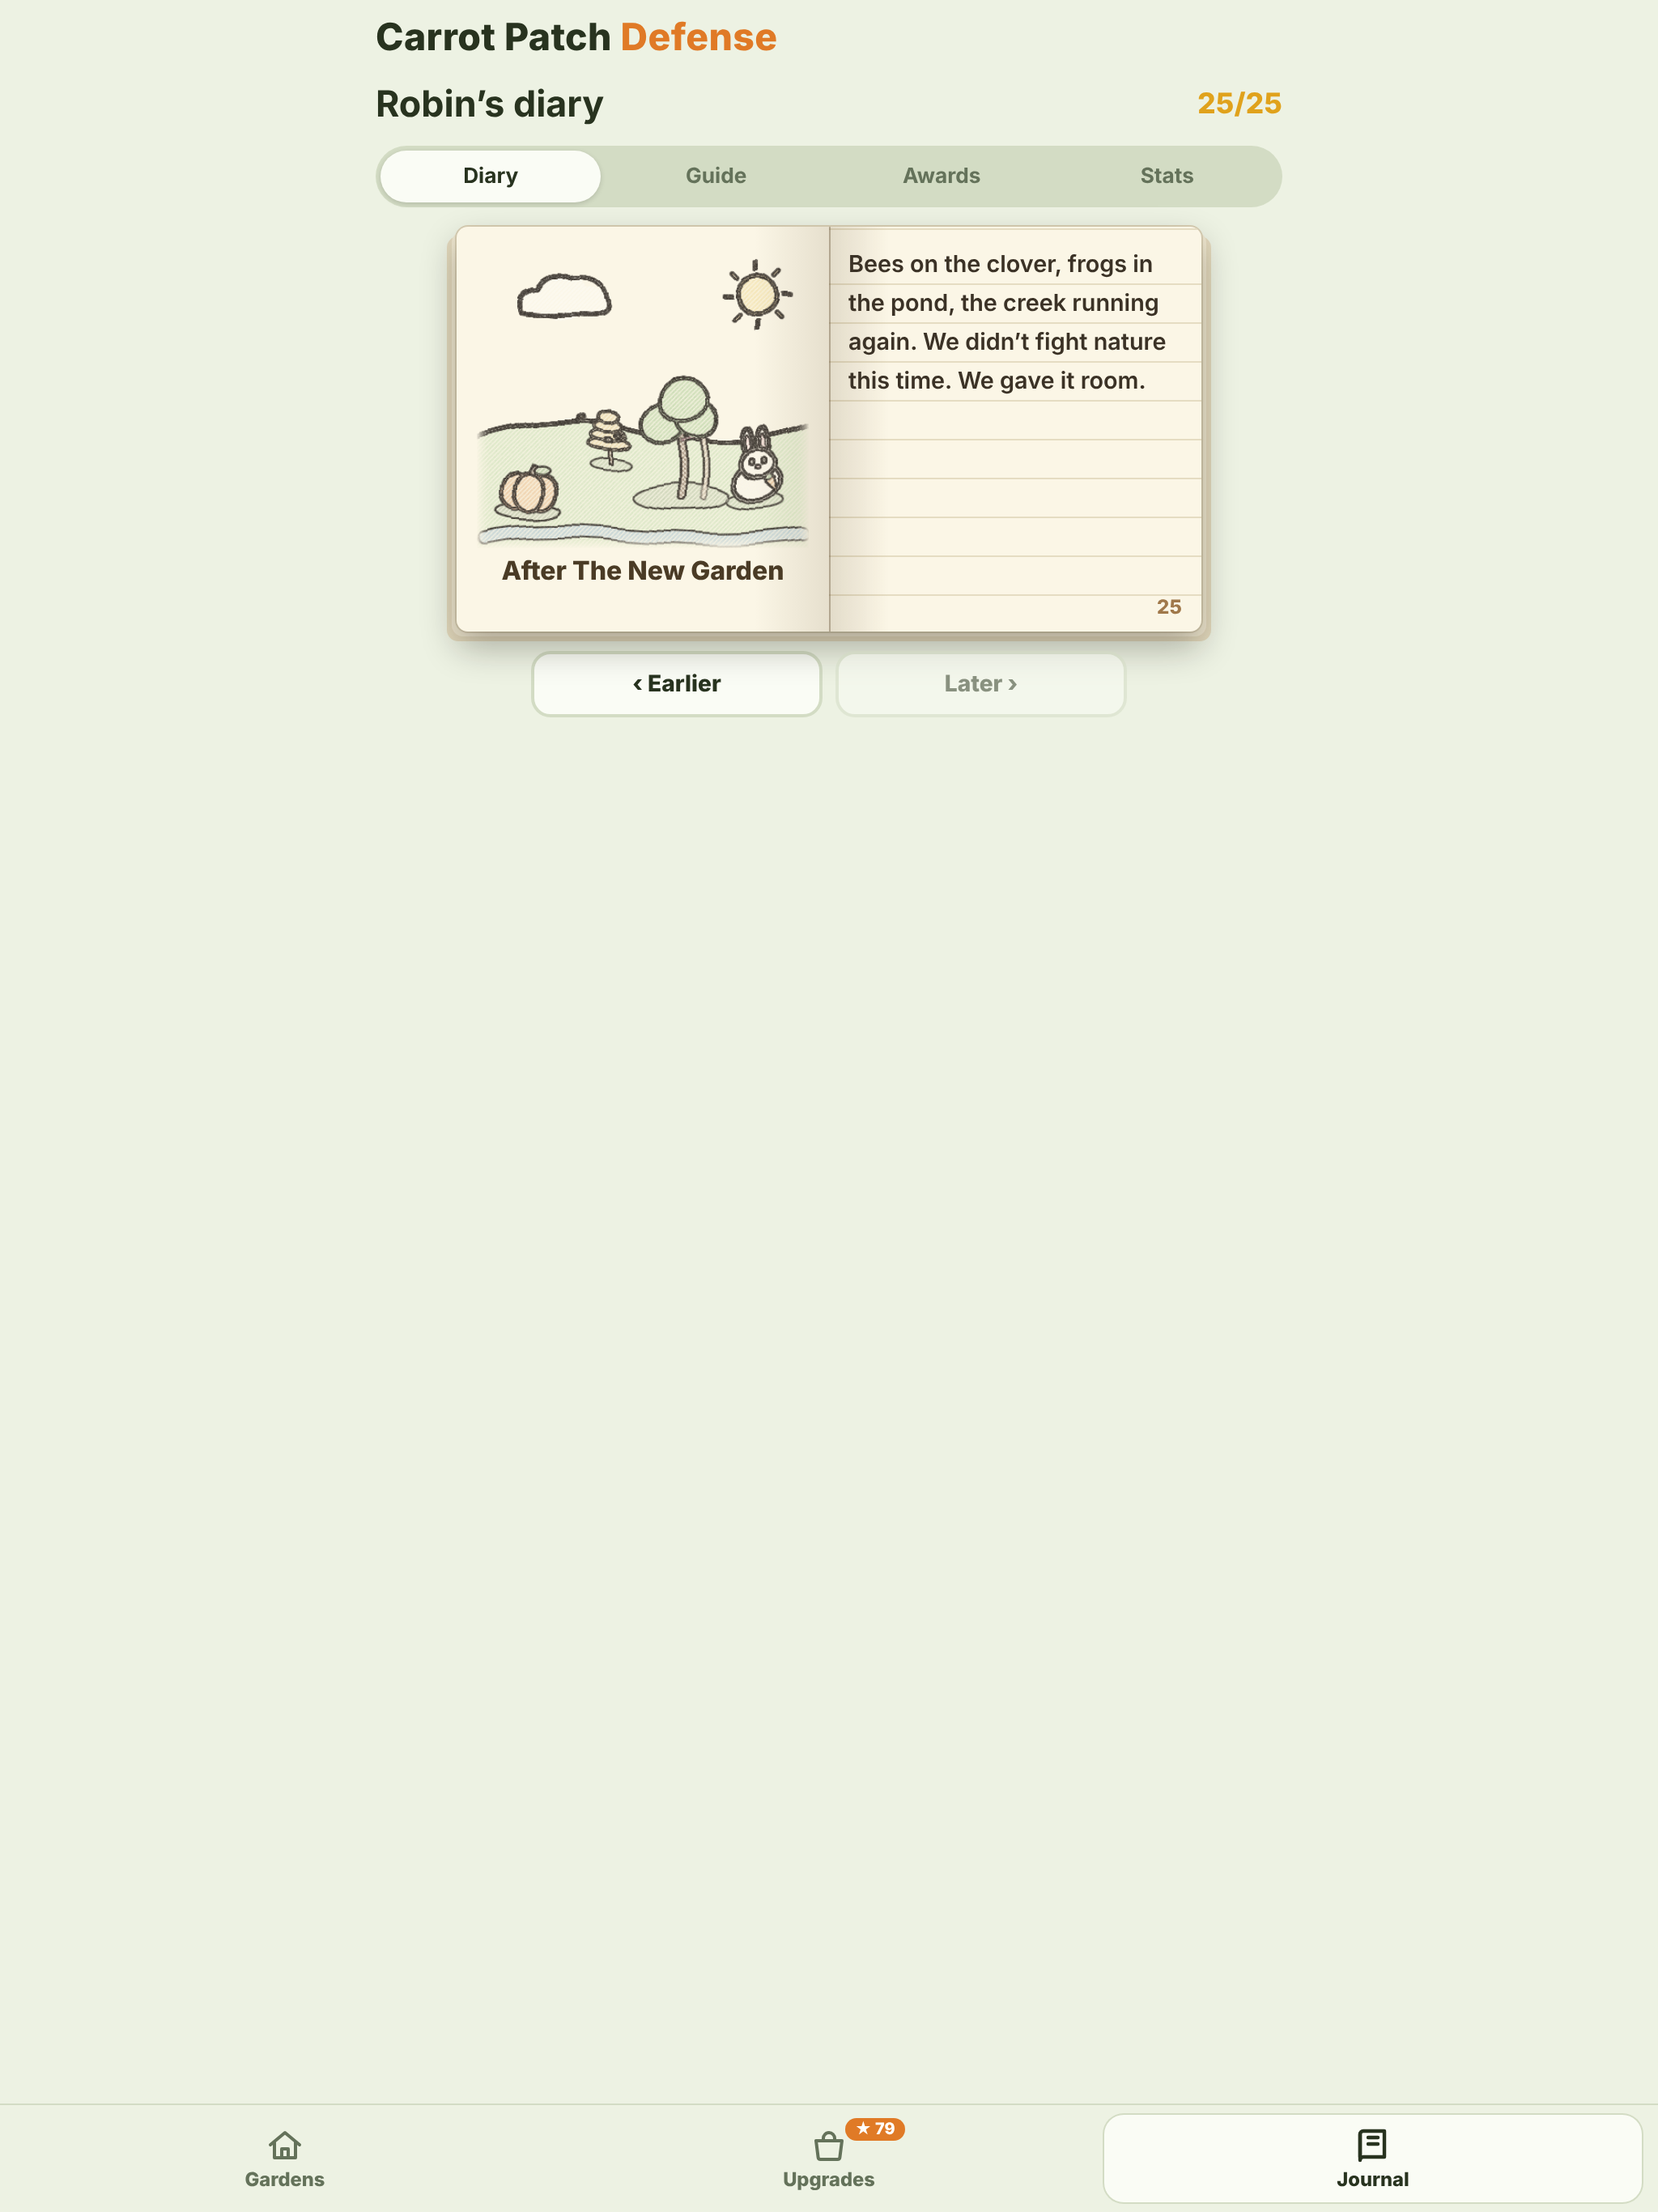 Carrot Patch Defense
Robin’s diary
25/25
Diary
Guide
Awards
Stats
After The New Garden
Bees on the clover, frogs in
the pond, the creek running
again. We didn’t fight nature
this time. We gave it room.
25
‹ Earlier
Later ›
Gardens
★ 79
Upgrades
Journal